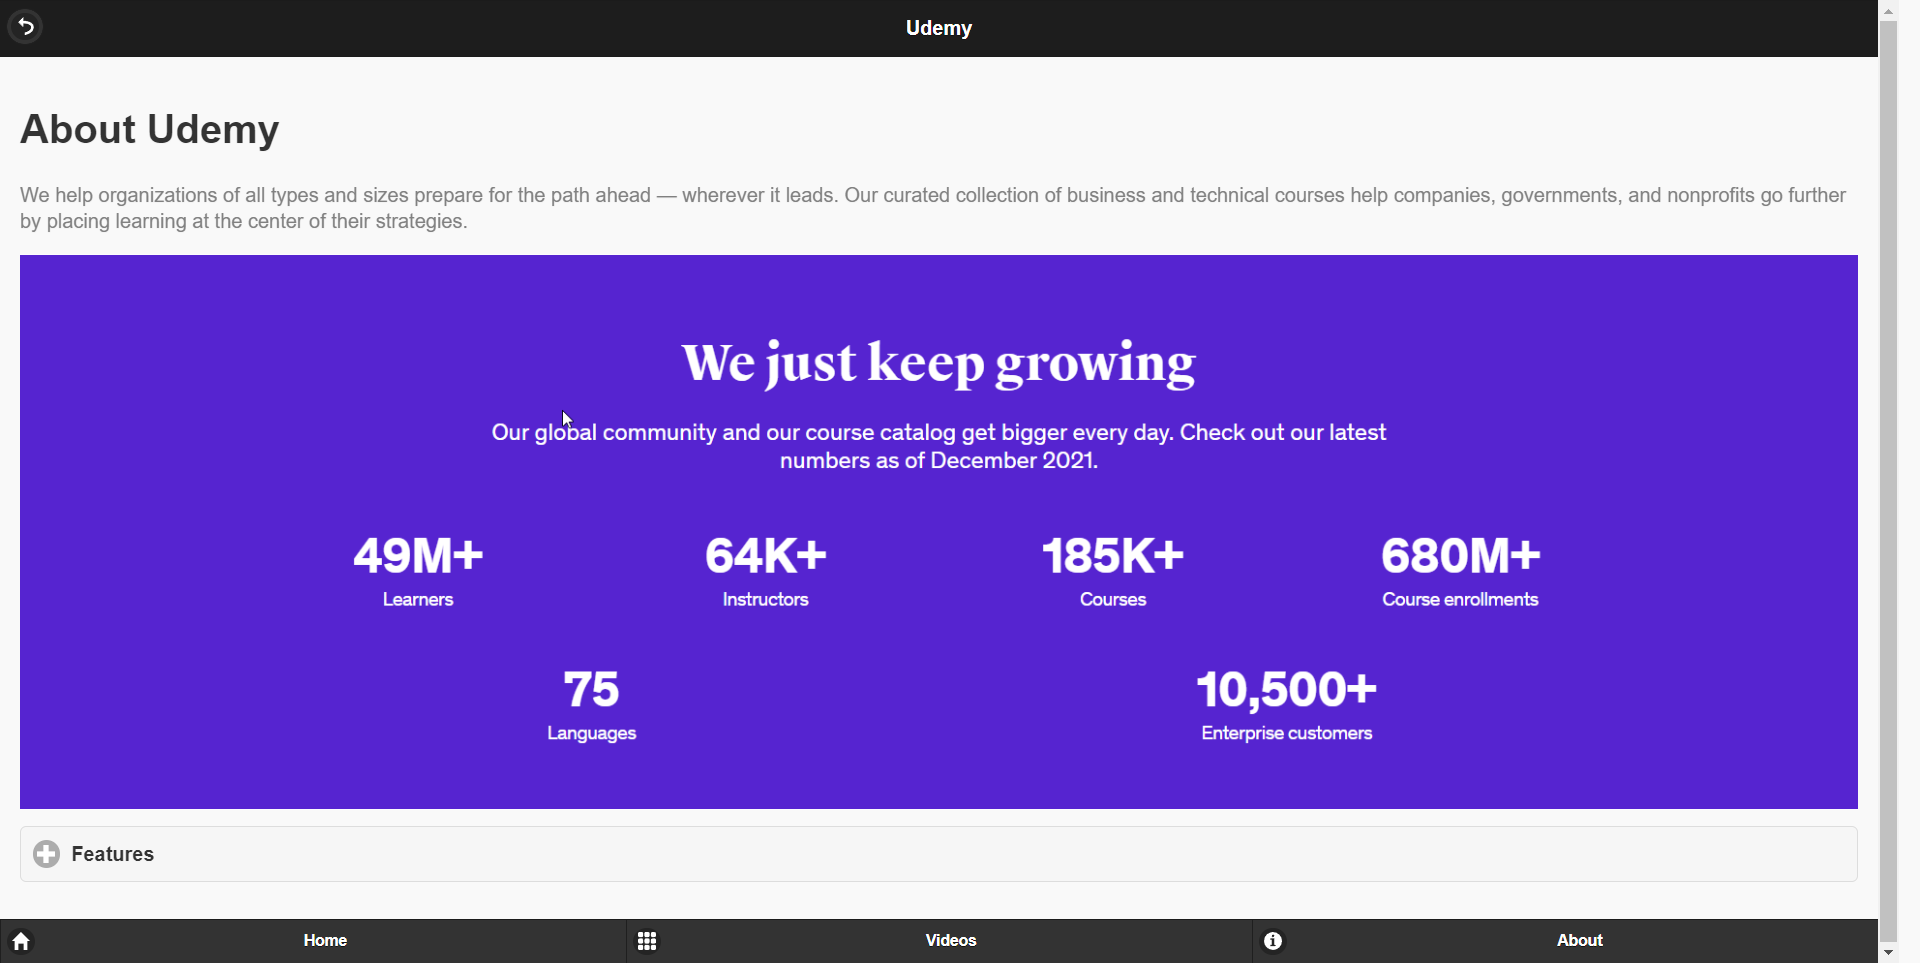 Udemy
About Udemy
We help organizations of all types and sizes prepare for the path ahead — wherever it leads. Our curated collection of business and technical courses help companies, governments, and nonprofits go further
by placing learning at the center of their strategies.
We just keep growing
Our global community and our course catalog get bigger every day. Check out our latest
numbers as of December 2021.
49M+ 64K+ 185K+ 680M+
Learners Instructors Courses Course enrollments
75 10,500+
Languages Enterprise customers
Features
Home Videos About